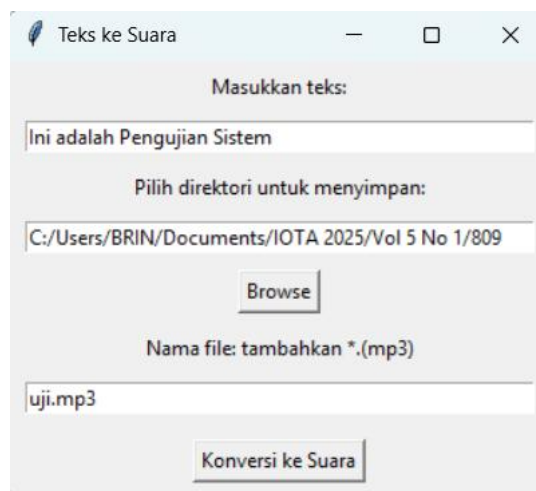 Teks ke Suara
Masukkan teks:
Ini adalah Pengujian Sistem
Pilih direktori untuk menyimpan:
C:/Users/BRIN/Documents/IOTA 2025/Vol 5 No 1/809
Browse
Nama file: tambahkan *.(mp3)
uji.mp3
Konversi ke Suara